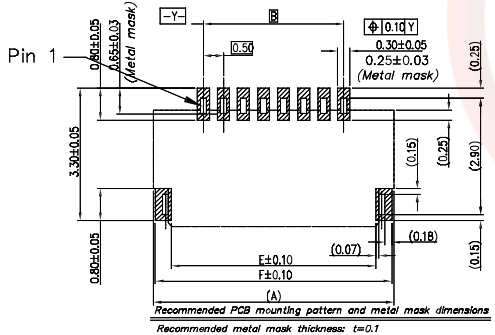 -Y-
B
0.10 Y
Pin 1
0.80±0.05
0.65±0.03
(Metal mask)
0.50
0.30±0.05
0.25±0.03
(Metal mask)
(0.25)
3.30±0.05
(0.15)
(0.25)
(2.90)
0.80±0.05
(0.07)
(0.18)
(0.15)
E±0.10
F±0.10
(A)
Recommended PCB mounting pattern and metal mask dimensions
Recommended metal mask thickness: t=0.1